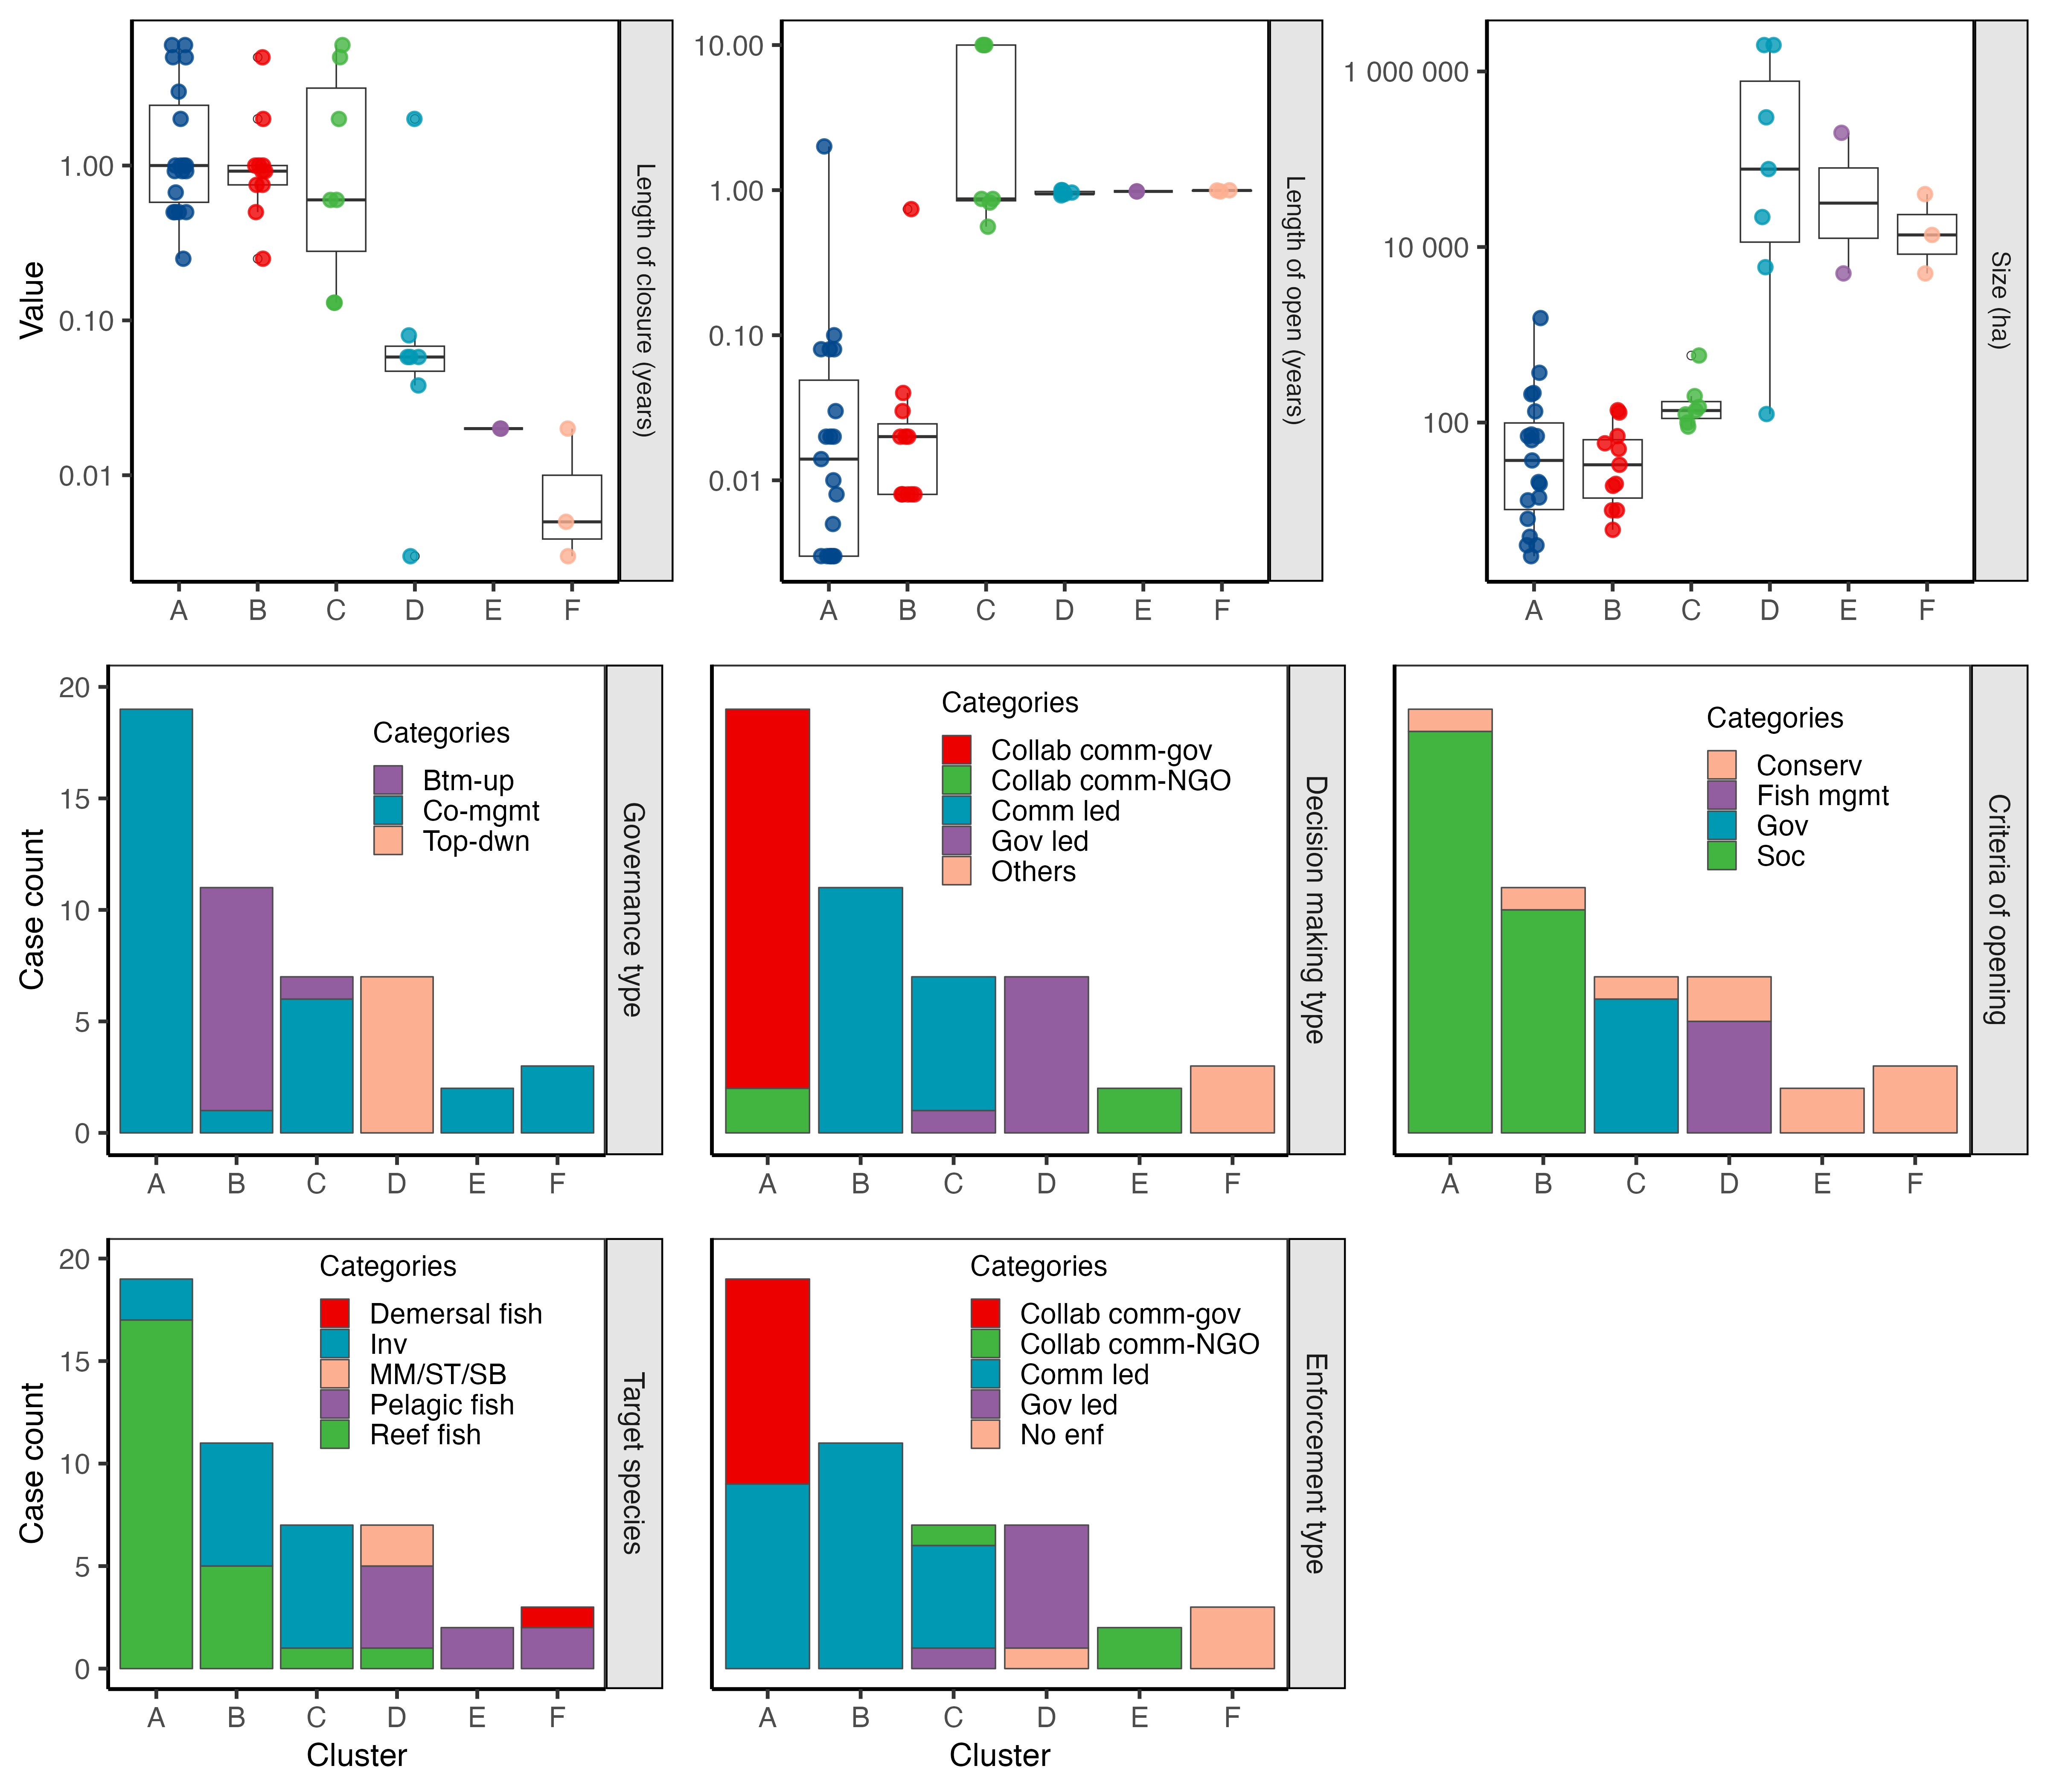 Value
1.00
0.10
0.01
A B C D E F
Length of closure (years)
10.00
1.00
0.10
0.01
A B C D E F
Length of open (years)
1 000 000
10 000
100
A B C D E F
Size (ha)
Case count
20
15
10
5
0
Categories
Btm-up
Co-mgmt
Top-dwn
A B C D E F
Governance type
Categories
Collab comm-gov
Collab comm-NGO
Comm led
Gov led
Others
A B C D E F
Decision making type
Categories
Conserv
Fish mgmt
Gov
Soc
A B C D E F
Criteria of opening
Case count
20
15
10
5
0
Categories
Demersal fish
Inv
MM/ST/SB
Pelagic fish
Reef fish
A B C D E F
Cluster
Target species
Categories
Collab comm-gov
Collab comm-NGO
Comm led
Gov led
No enf
A B C D E F
Cluster
Enforcement type